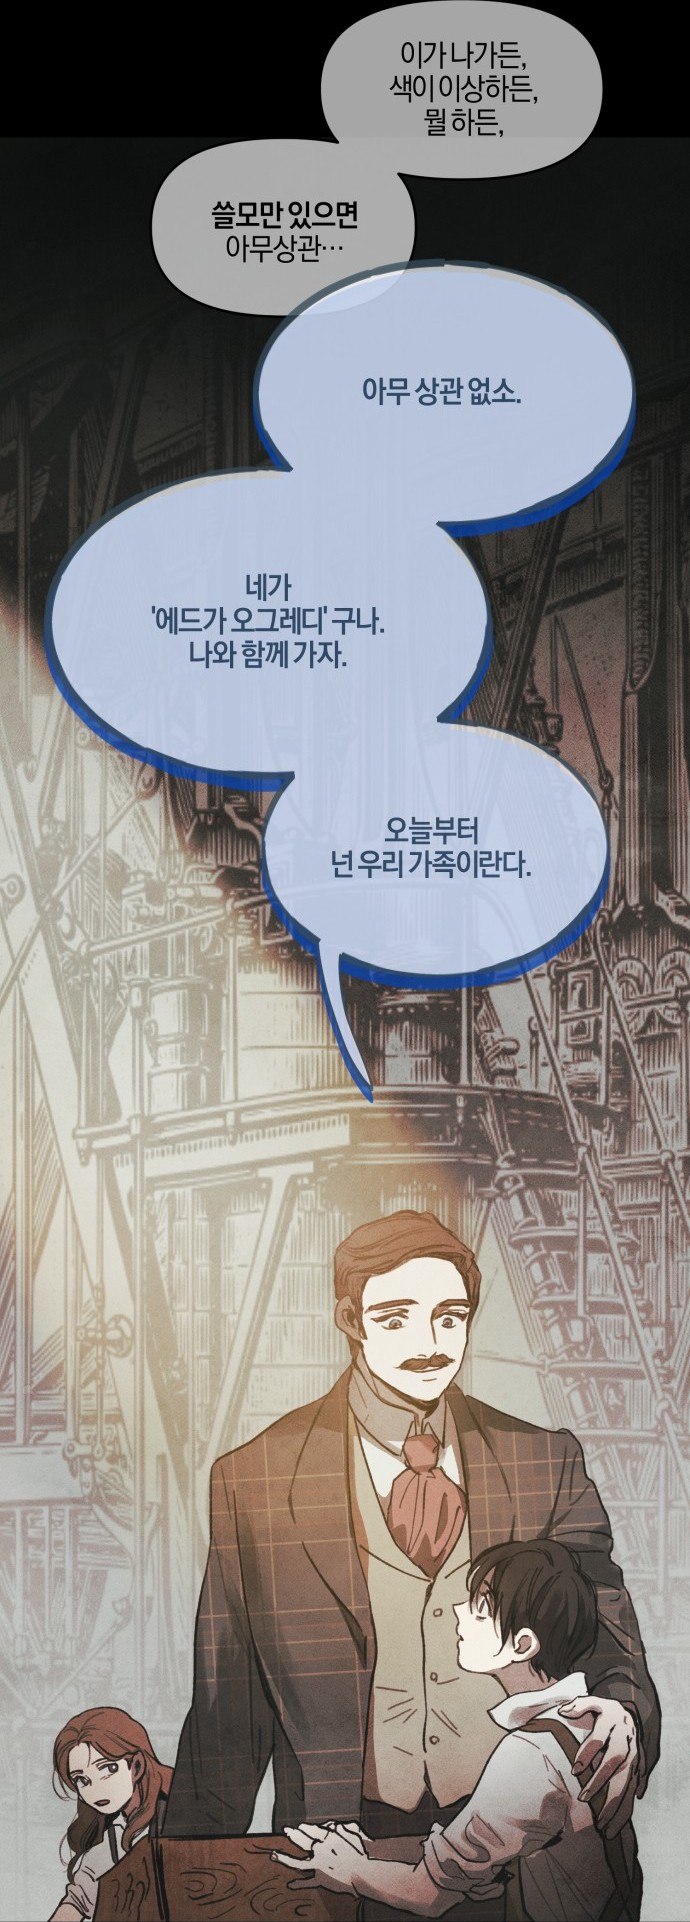 이가 나가든,
색이 이상하든,
뭘 하든,
쓸모만 있으면
아무상관…
아무 상관 없소.
네가
'에드가 오그레디' 구나.
나와 함께 가자.
오늘부터
넌 우리 가족이란다.